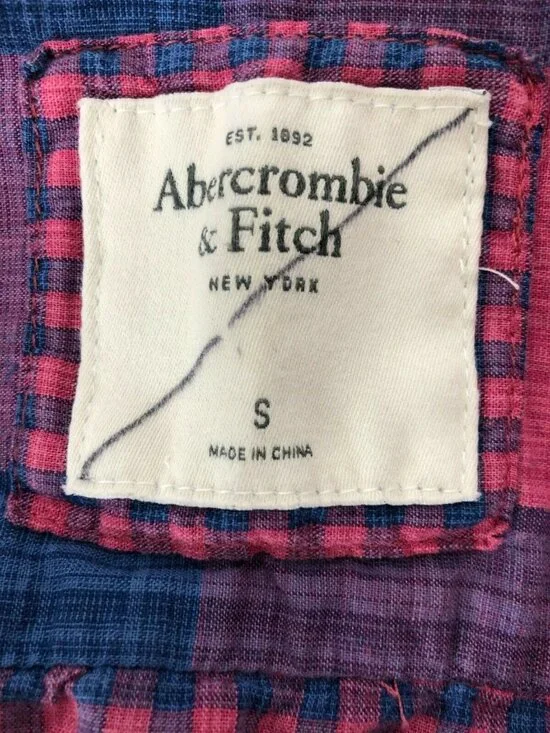 EST. 1892
Abercrombie
& Fitch
NEW YORK
S
MADE IN CHINA